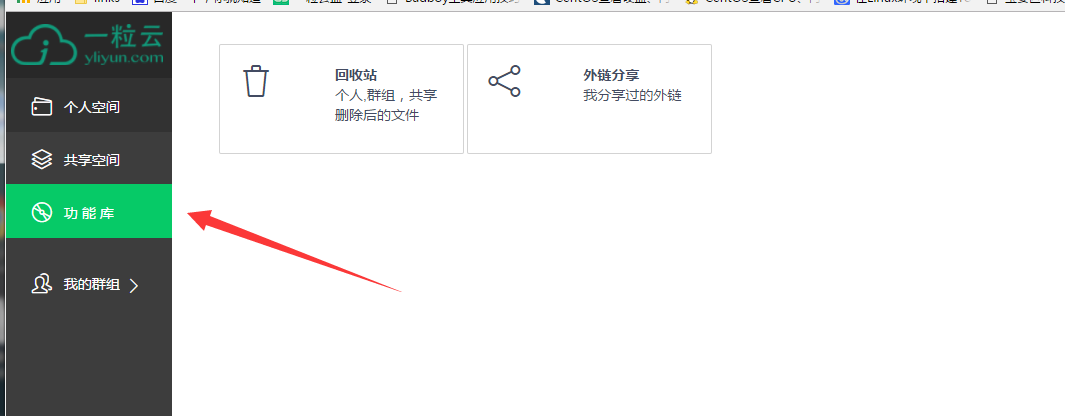 一粒云
yliyun.com
个人空间
共享空间
功 能 库
我的群组
回收站
个人,群组，共享
删除后的文件
外链分享
我分享过的外链